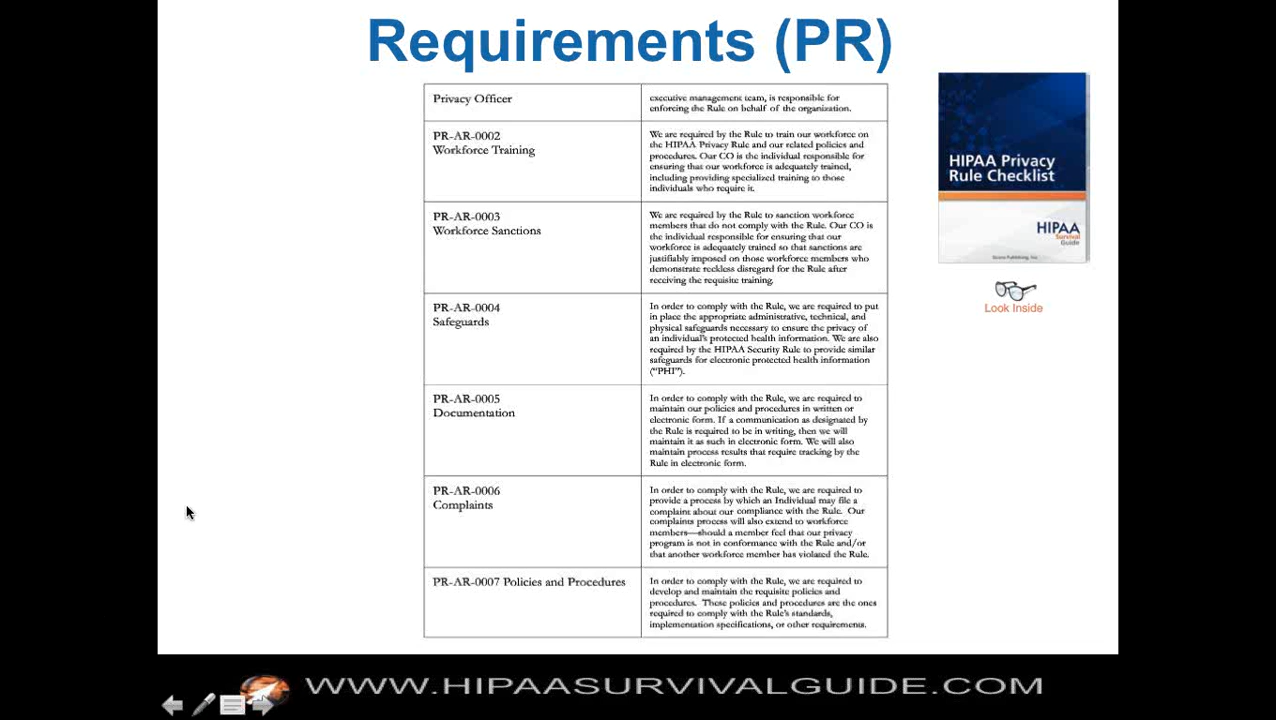 Requirements (PR)
Privacy Officer
executive management team, is responsible for
enforcing the Rule on behalf of the organization.
PR-AR-0002
Workforce Training
We are required by the Rule to train our workforce on
the HIPAA Privacy Rule and our related policies and
procedures. Our CO is the individual responsible for
ensuring that our workforce is adequately trained,
including providing specialized training to those
individuals who require it.
PR-AR-0003
Workforce Sanctions
We are required by the Rule to sanction workforce
members that do not comply with the Rule. Our CO is
the individual responsible for ensuring that our
workforce is adequately trained so that sanctions are
justifiably imposed on those workforce members who
demonstrate reckless disregard for the Rule after
receiving the requisite training.
PR-AR-0004
Safeguards
In order to comply with the Rule, we are required to put
in place the appropriate administrative, technical, and
physical safeguards necessary to ensure the privacy of
an individual's protected health information. We are also
required by the HIPAA Security Rule to provide similar
safeguards for electronic protected health information
("PHI").
PR-AR-0005
Documentation
In order to comply with the Rule, we are required to
maintain our policies and procedures in written or
electronic form. If a communication as designated by
the Rule is required to be in writing, then we will
maintain it as such in electronic form. We will also
maintain process results that require tracking by the
Rule in electronic form.
PR-AR-0006
Complaints
In order to comply with the Rule, we are required to
provide a process by which an Individual may file a
complaint about our compliance with the Rule. Our
complaints process will also extend to workforce
members—should a member feel that our privacy
program is not in conformance with the Rule and/or
that another workforce member has violated the Rule.
PR-AR-0007 Policies and Procedures
In order to comply with the Rule, we are required to
develop and maintain the requisite policies and
procedures. These policies and procedures are the ones
required to comply with the Rule's standards,
implementation specifications, or other requirements.
HIPAA Privacy
Rule Checklist
HIPAA
Survival
Guide
Look Inside
WWW.HIPAASURVIVALGUIDE.COM